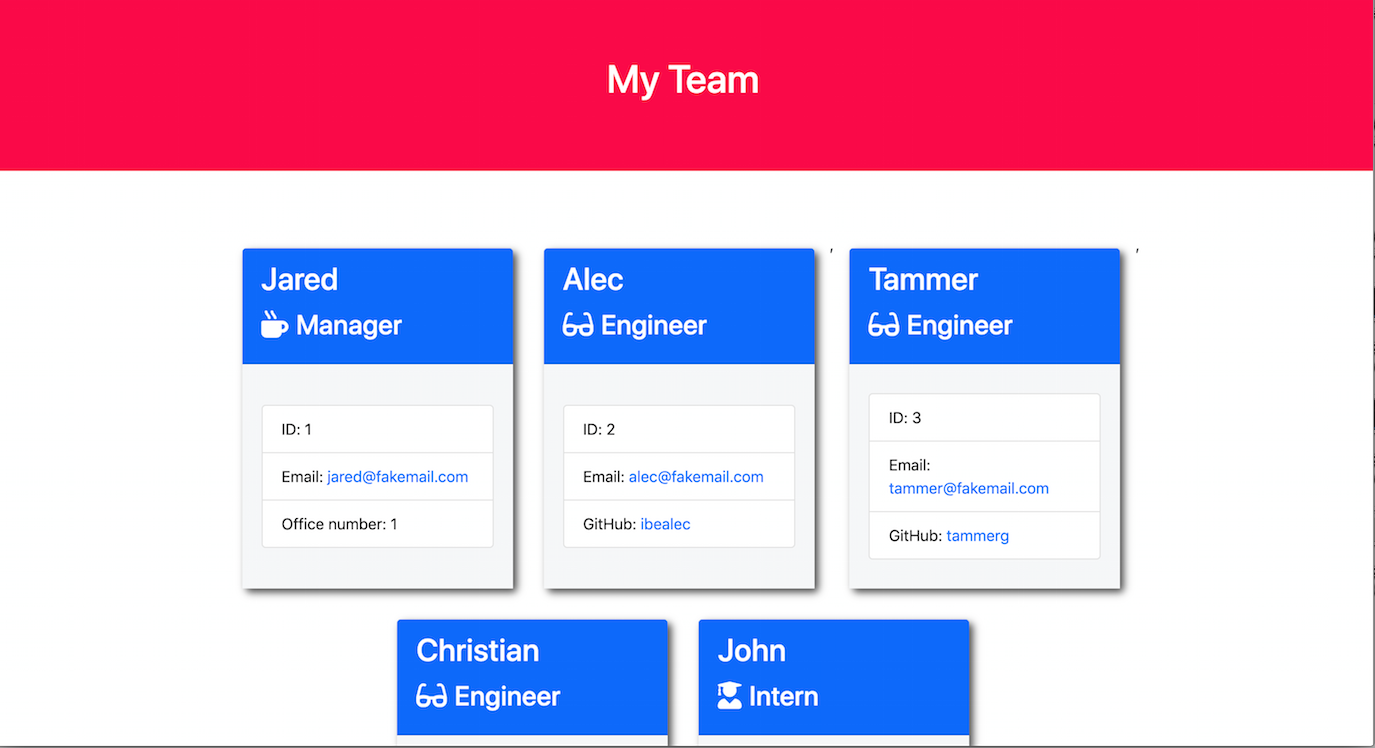 My Team
Jared
Manager
ID: 1
Email: jared@fakemail.com
Office number: 1
Alec
Engineer
ID: 2
Email: alec@fakemail.com
GitHub: ibealec
,
Tammer
Engineer
ID: 3
Email:
tammer@fakemail.com
GitHub: tammerg
,
Christian
Engineer
John
Intern